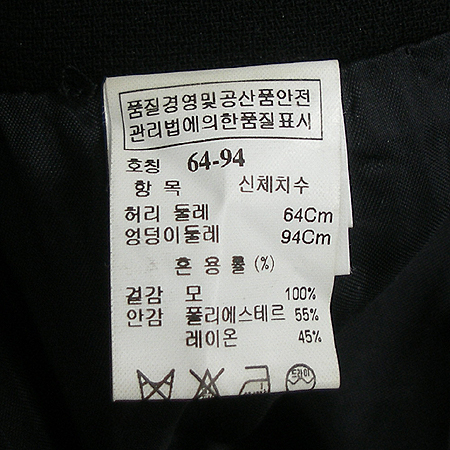 품질경영및공산품안전
관리법에의한품질표시
호칭 64-94
항 목 신체치수
허리 둘레 64Cm
엉덩이둘레 94Cm
혼 용 률 (%)
겉감 모 100%
안감 폴리에스테르 55%
레이온 45%
드라이